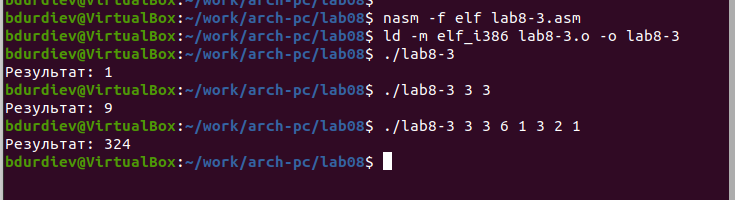 bdurdiev@VirtualBox:~/work/arch-pc/lab08$ nasm -f elf lab8-3.asm
bdurdiev@VirtualBox:~/work/arch-pc/lab08$ ld -m elf_i386 lab8-3.o -o lab8-3
bdurdiev@VirtualBox:~/work/arch-pc/lab08$ ./lab8-3
Результат: 1
bdurdiev@VirtualBox:~/work/arch-pc/lab08$ ./lab8-3 3 3
Результат: 9
bdurdiev@VirtualBox:~/work/arch-pc/lab08$ ./lab8-3 3 3 6 1 3 2 1
Результат: 324
bdurdiev@VirtualBox:~/work/arch-pc/lab08$